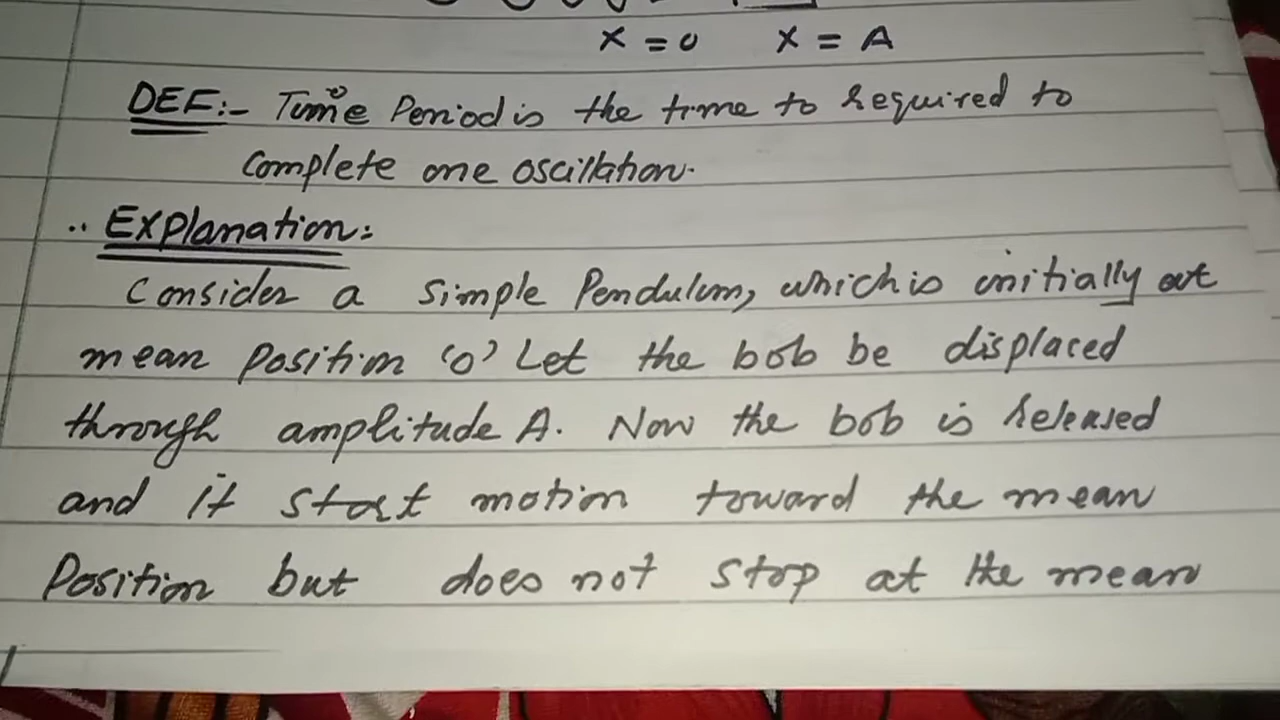 x = 0 x = A
DEF:- Time Period is the time to required to
complete one oscillation.
.. Explanation:
Consider a simple Pendulum, which is initially at
mean position 'o' Let the bob be displaced
through amplitude A. Now the bob is released
and it start motion toward the mean
Position but does not stop at the mean